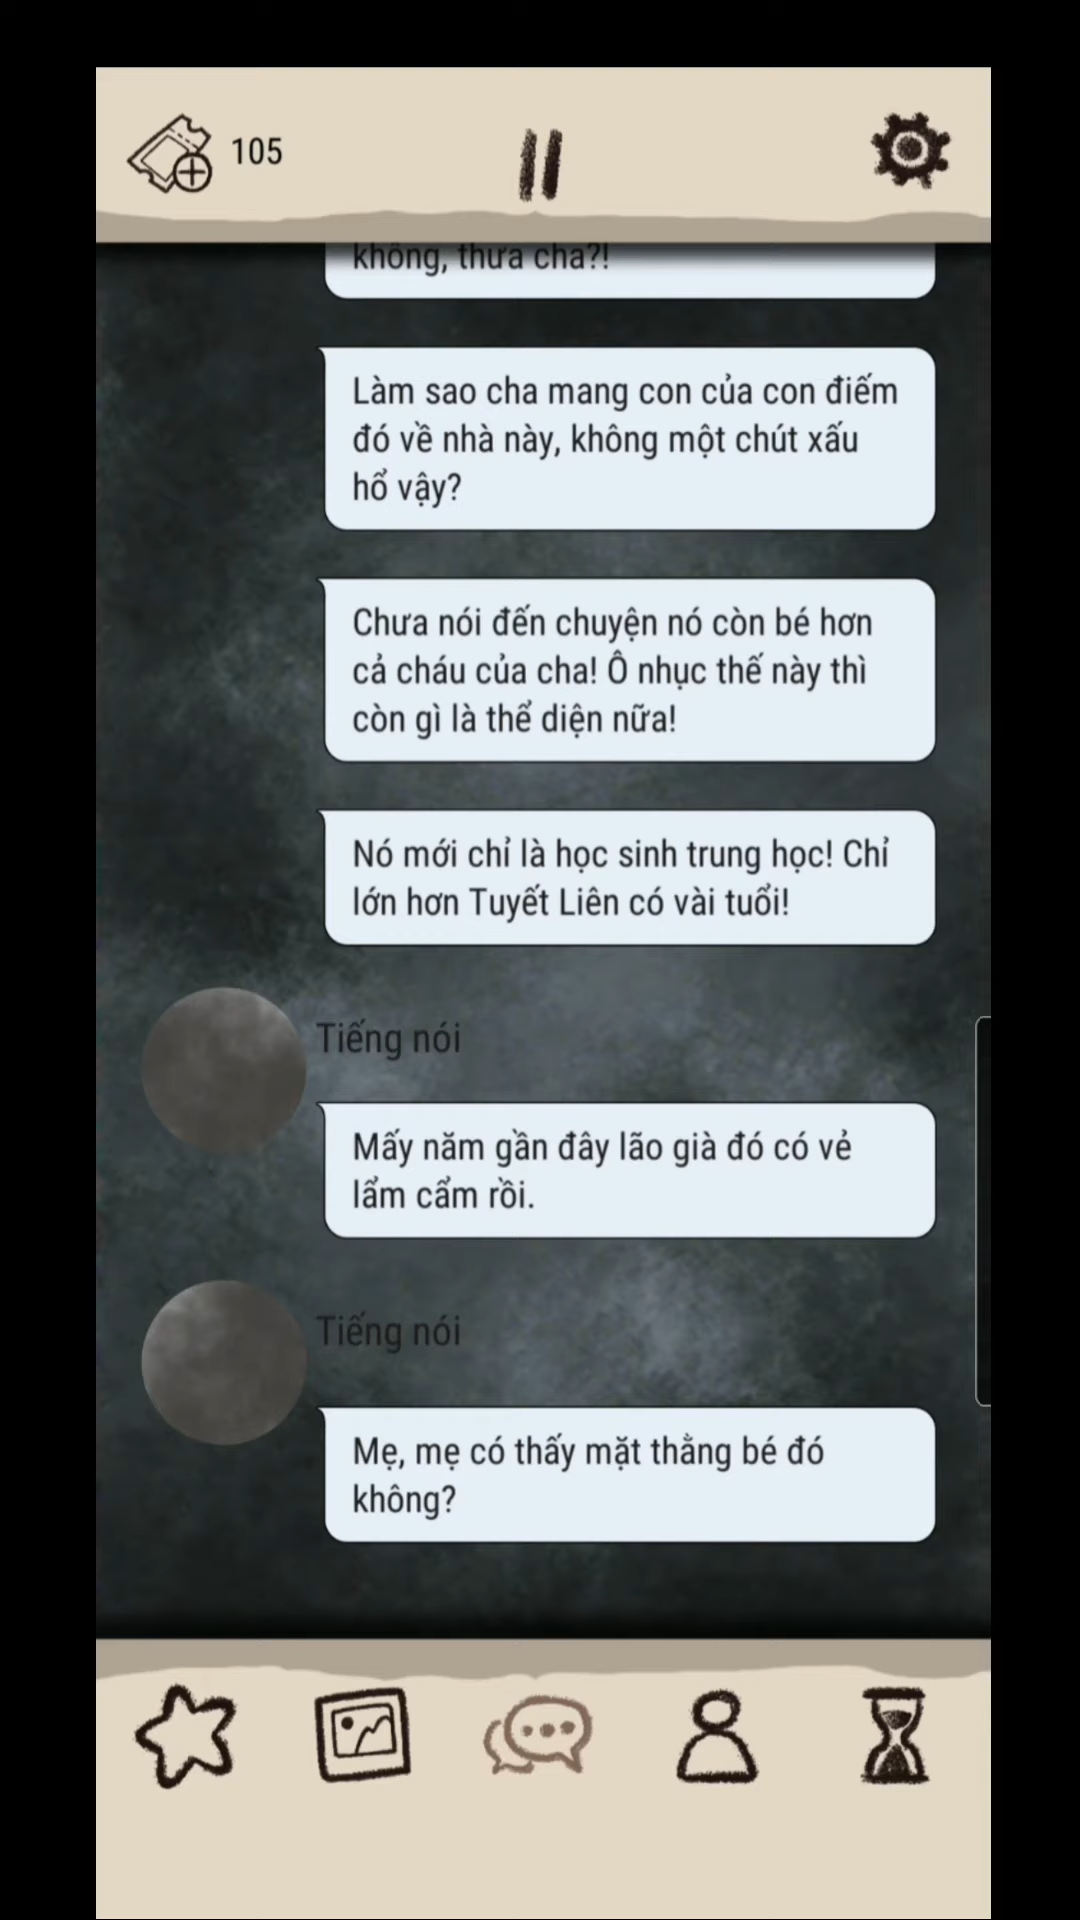 105
không, thưa cha?!
Làm sao cha mang con của con điếm
đó về nhà này, không một chút xấu
hổ vậy?
Chưa nói đến chuyện nó còn bé hơn
cả cháu của cha! Ô nhục thế này thì
còn gì là thể diện nữa!
Nó mới chỉ là học sinh trung học! Chỉ
lớn hơn Tuyết Liên có vài tuổi!
Tiếng nói
Mấy năm gần đây lão già đó có vẻ
lẩm cẩm rồi.
Tiếng nói
Mẹ, mẹ có thấy mặt thằng bé đó
không?